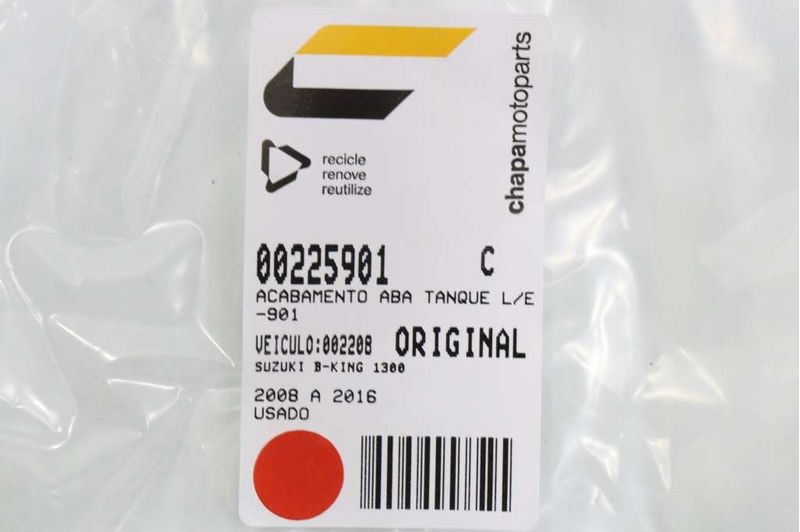 chapamotoparts
recicle
renove
reutilize
00225901 C
ACABAMENTO ABA TANQUE L/E
-901
VEICULO:002208 ORIGINAL
SUZUKI B-KING 1300
2008 A 2016
USADO